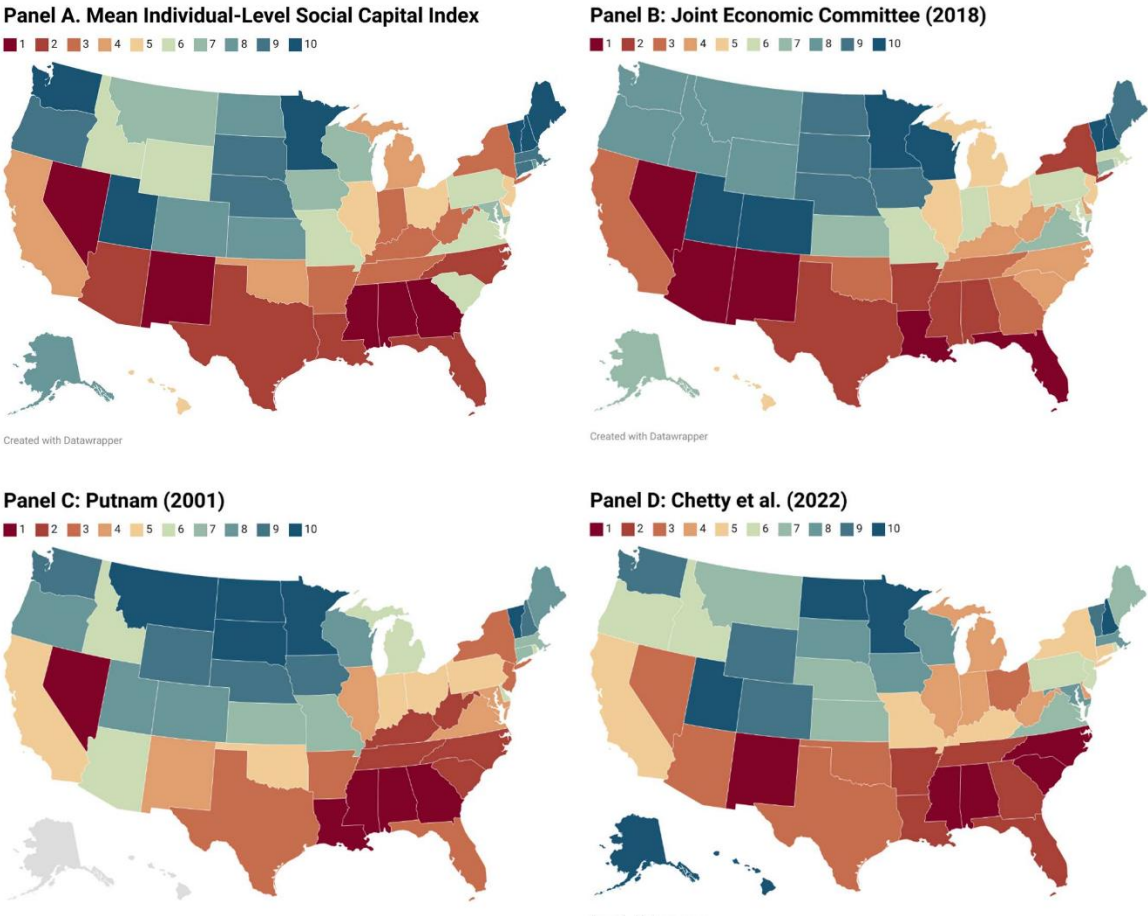 Panel A. Mean Individual-Level Social Capital Index
1 2 3 4 5 6 7 8 9 10
Created with Datawrapper
Panel B: Joint Economic Committee (2018)
1 2 3 4 5 6 7 8 9 10
Created with Datawrapper
Panel C: Putnam (2001)
1 2 3 4 5 6 7 8 9 10
Panel D: Chetty et al. (2022)
1 2 3 4 5 6 7 8 9 10